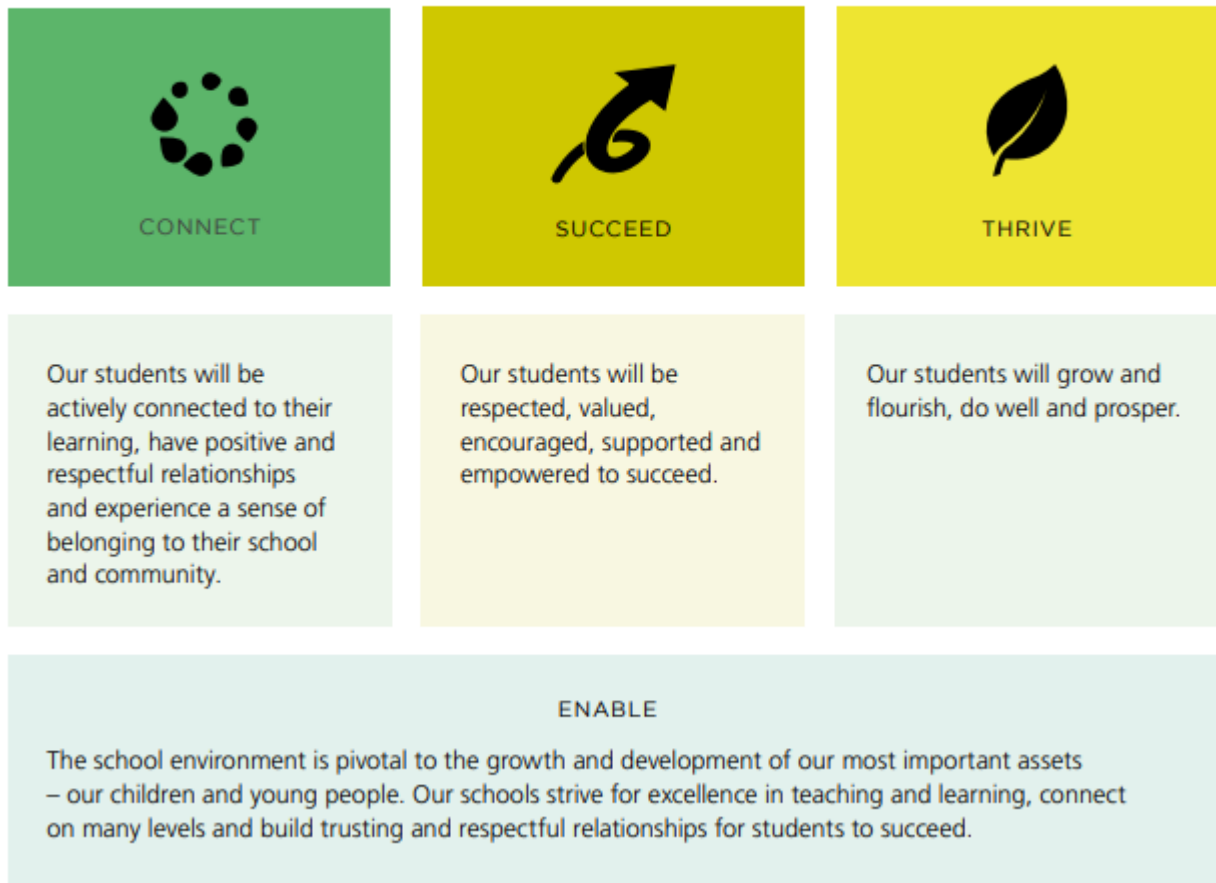 CONNECT
SUCCEED
THRIVE
Our students will be
actively connected to their
learning, have positive and
respectful relationships
and experience a sense of
belonging to their school
and community.
Our students will be
respected, valued,
encouraged, supported and
empowered to succeed.
Our students will grow and
flourish, do well and prosper.
ENABLE
The school environment is pivotal to the growth and development of our most important assets
– our children and young people. Our schools strive for excellence in teaching and learning, connect
on many levels and build trusting and respectful relationships for students to succeed.